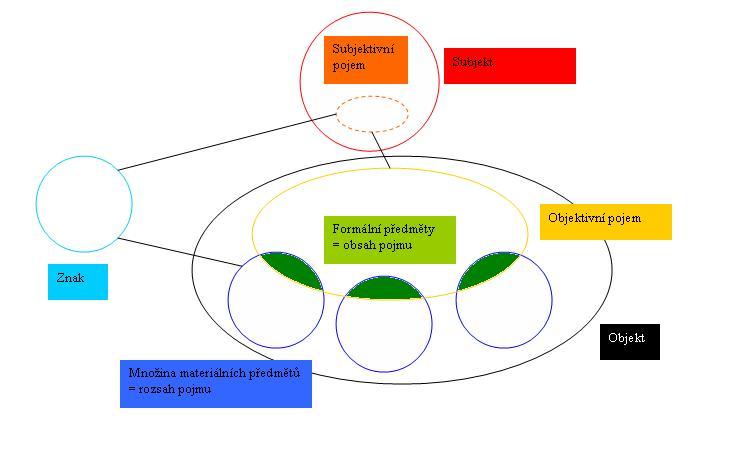 Subjektivní
pojem
Subjekt
Objektivní pojem
Formální předměty
= obsah pojmu
Znak
Objekt
Množina materiálních předmětů
= rozsah pojmu